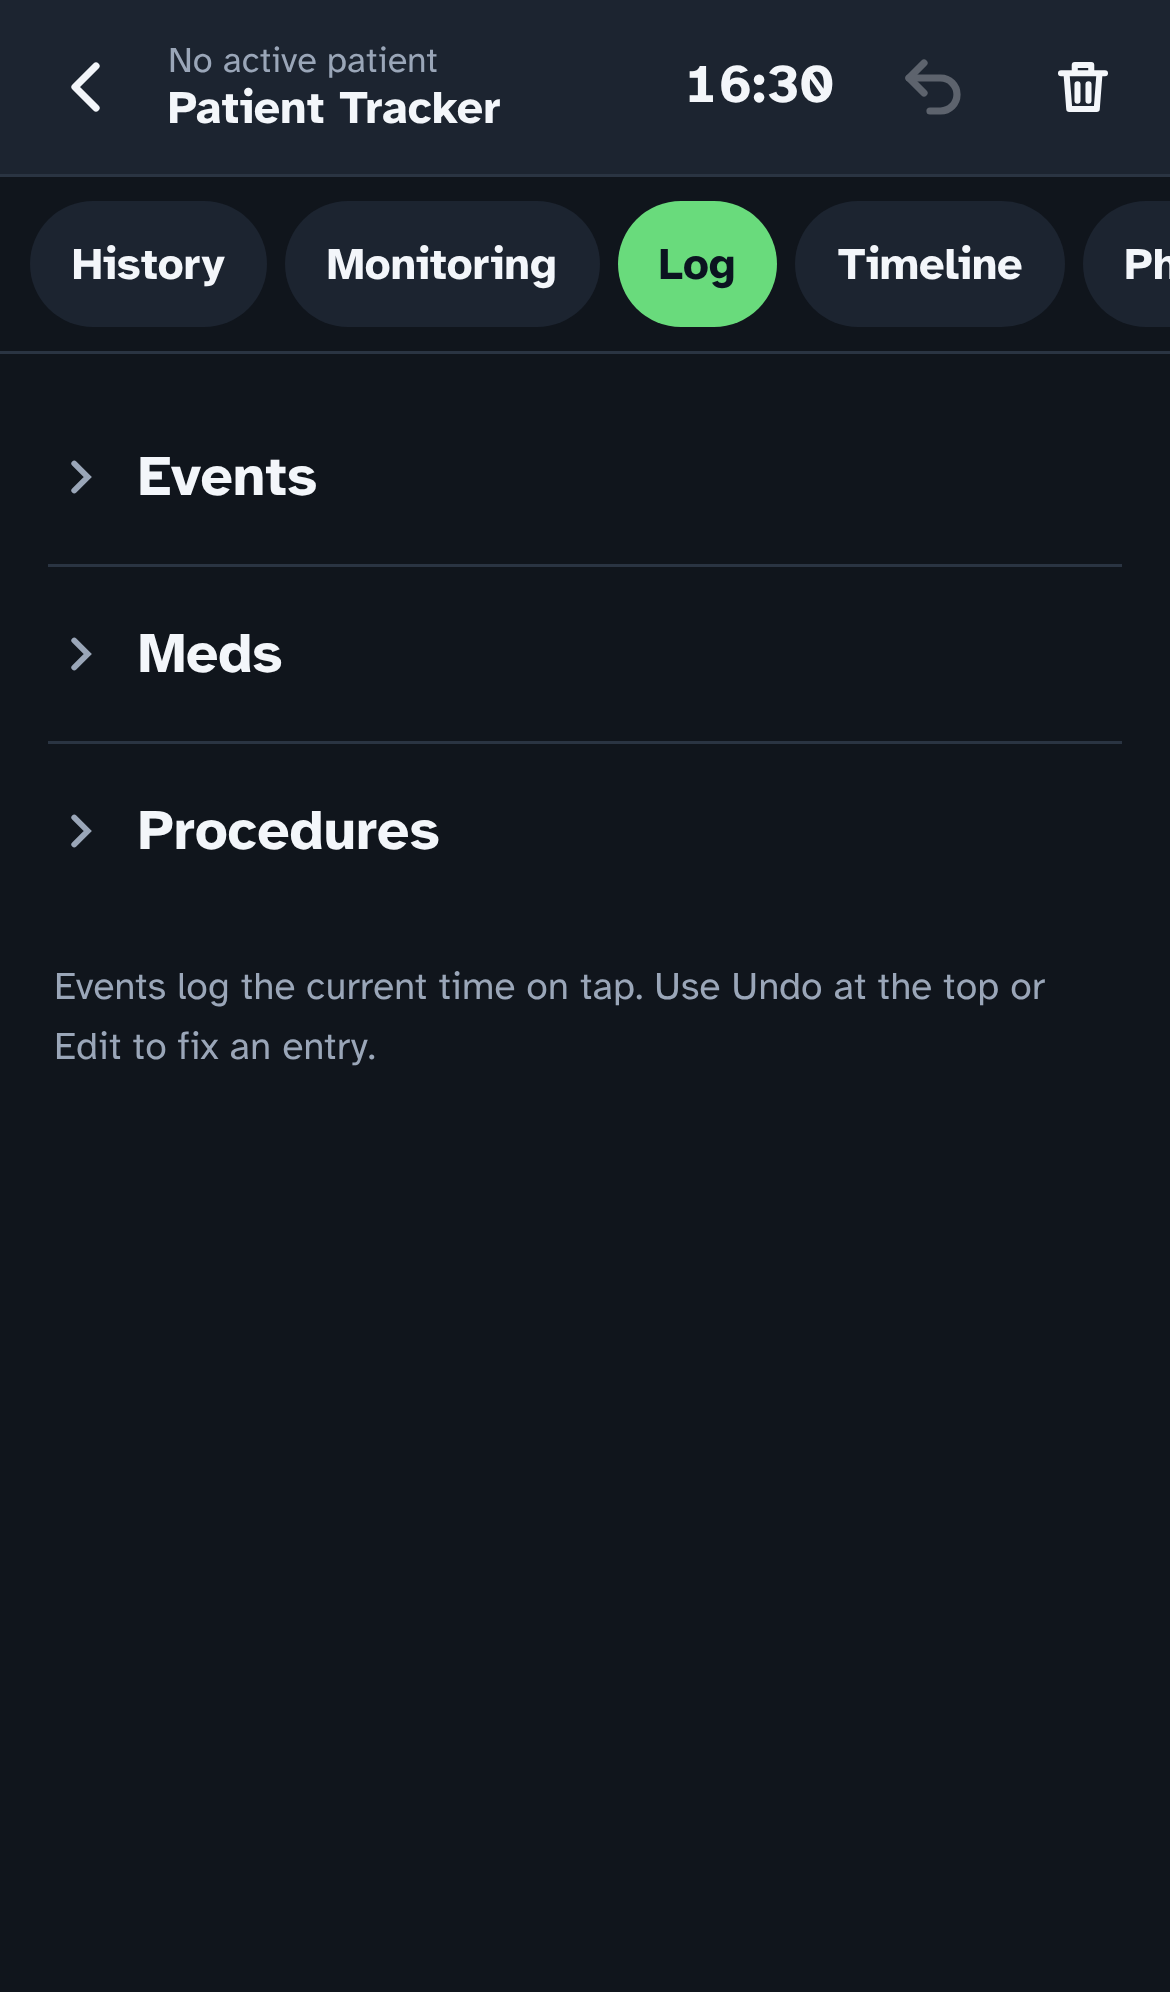 No active patient
Patient Tracker
16:30
History
Monitoring
Log
Timeline
Ph
Events
Meds
Procedures
Events log the current time on tap. Use Undo at the top or
Edit to fix an entry.